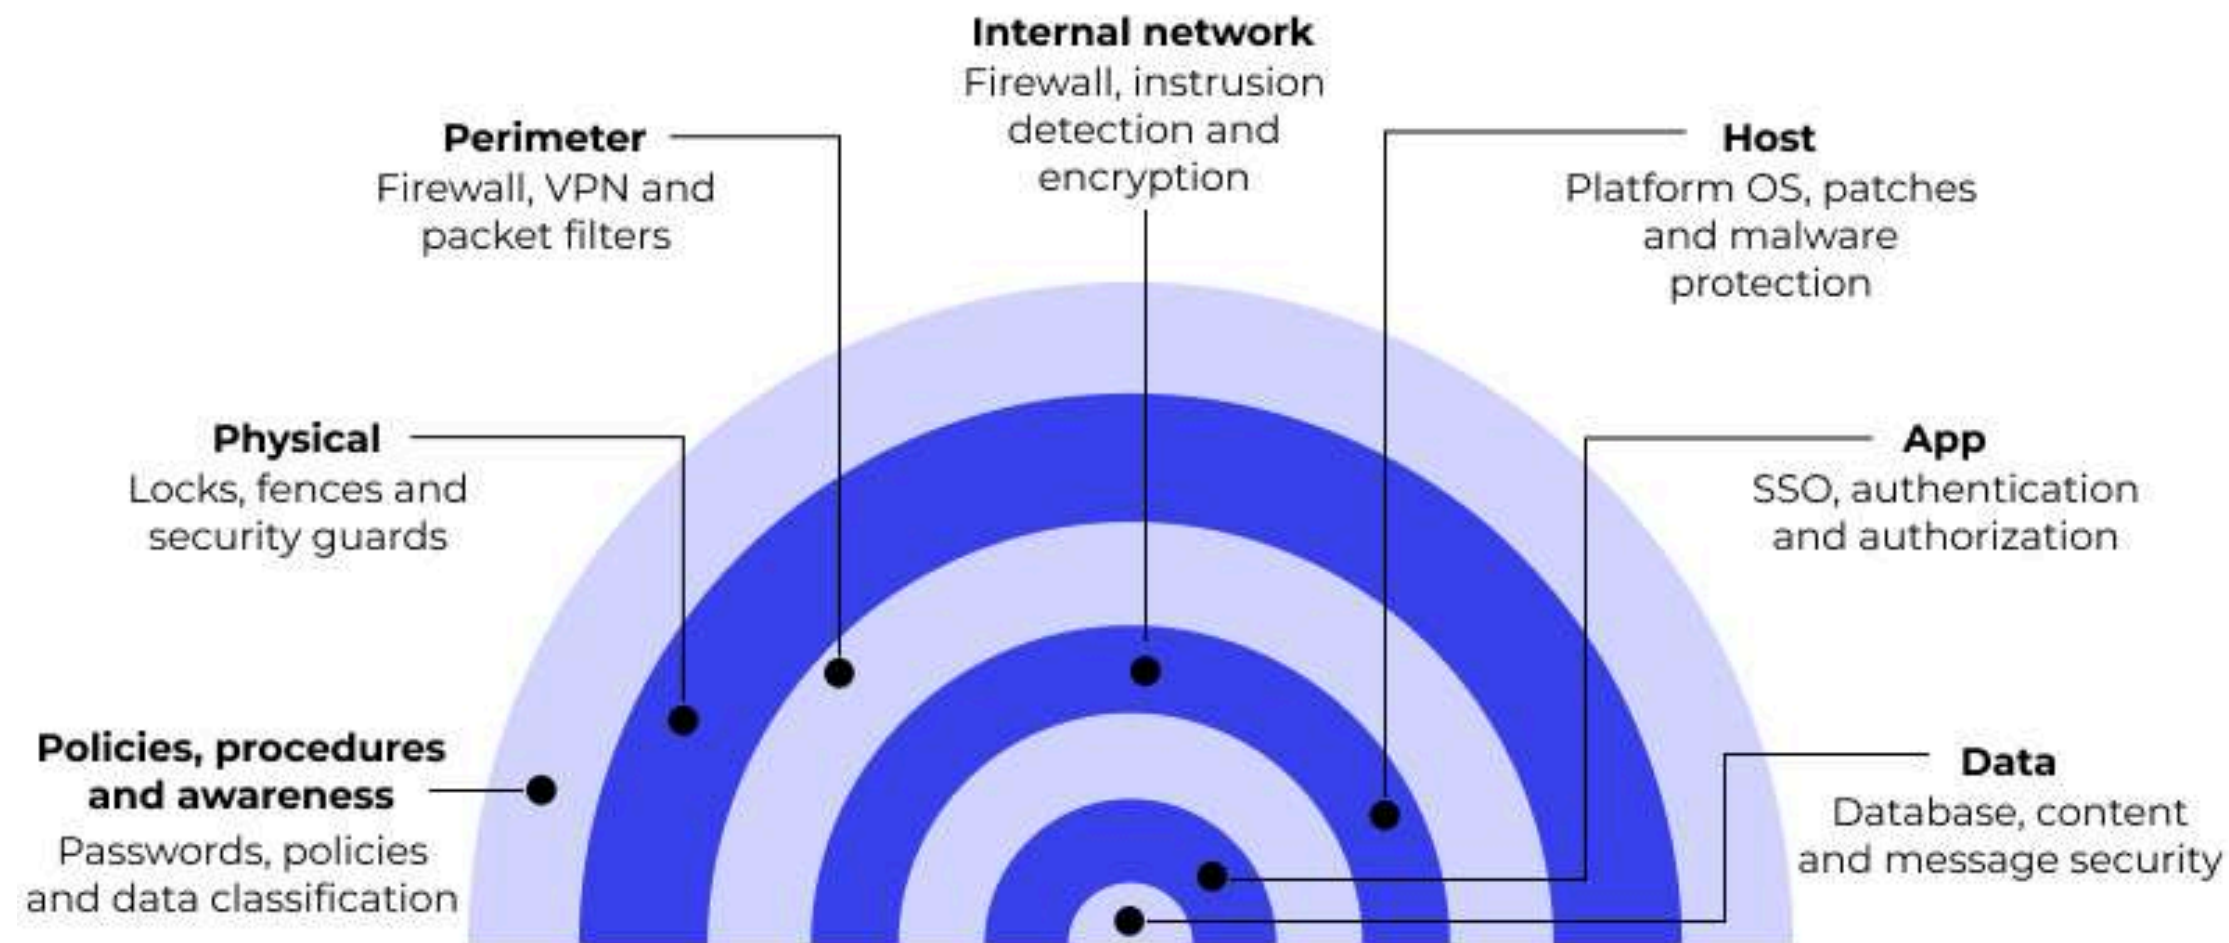 Internal network
Firewall, instrusion
detection and
encryption
Perimeter
Firewall, VPN and
packet filters
Host
Platform OS, patches
and malware
protection
Physical
Locks, fences and
security guards
App
SSO, authentication
and authorization
Policies, procedures
and awareness
Passwords, policies
and data classification
Data
Database, content
and message security